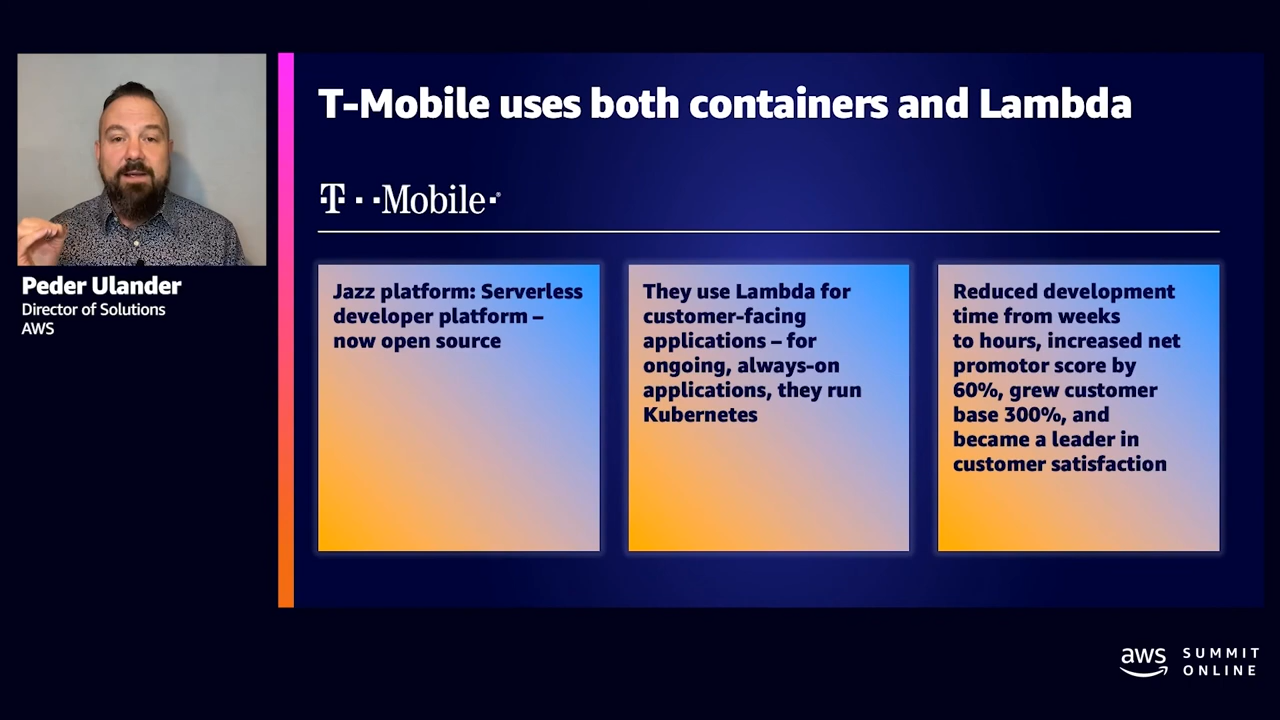 T-Mobile uses both containers and Lambda
T··Mobile·®
Peder Ulander
Director of Solutions
AWS
Jazz platform: Serverless
developer platform –
now open source
They use Lambda for
customer-facing
applications – for
ongoing, always-on
applications, they run
Kubernetes
Reduced development
time from weeks
to hours, increased net
promotor score by
60%, grew customer
base 300%, and
became a leader in
customer satisfaction
aws
SUMMIT
ONLINE